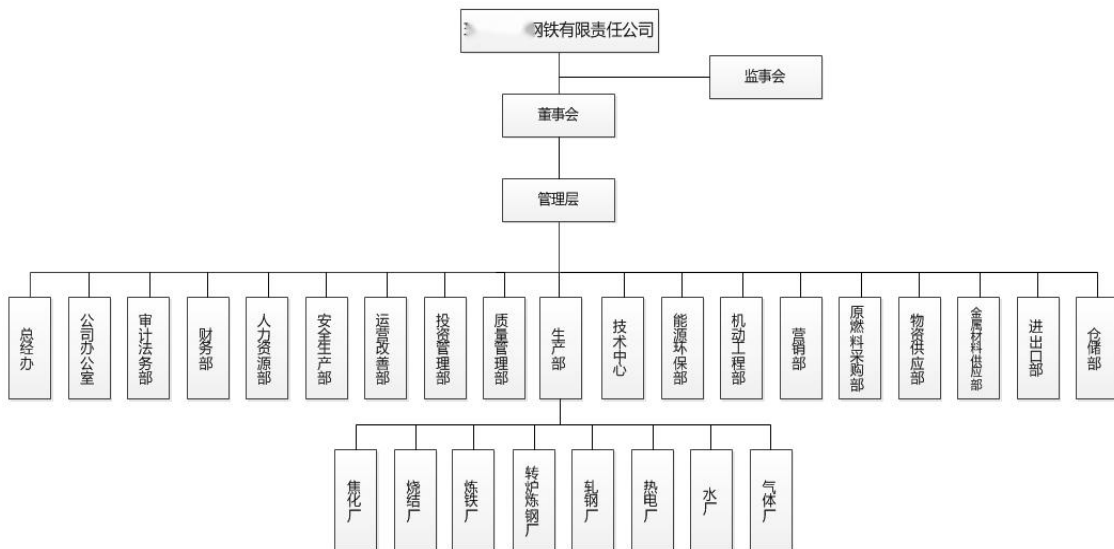 钢铁有限责任公司
监事会
董事会
管理层
总经办
公司办公室
审计法务部
财务部
人力资源部
安全生产部
运营改善部
投资管理部
质量管理部
生产部
技术中心
能源环保部
机动工程部
营销部
原燃料采购部
物资供应部
金属材料供应部
进出口部
仓储部
焦化厂
烧结厂
炼铁厂
转炉炼钢厂
轧钢厂
热电厂
水厂
气体厂